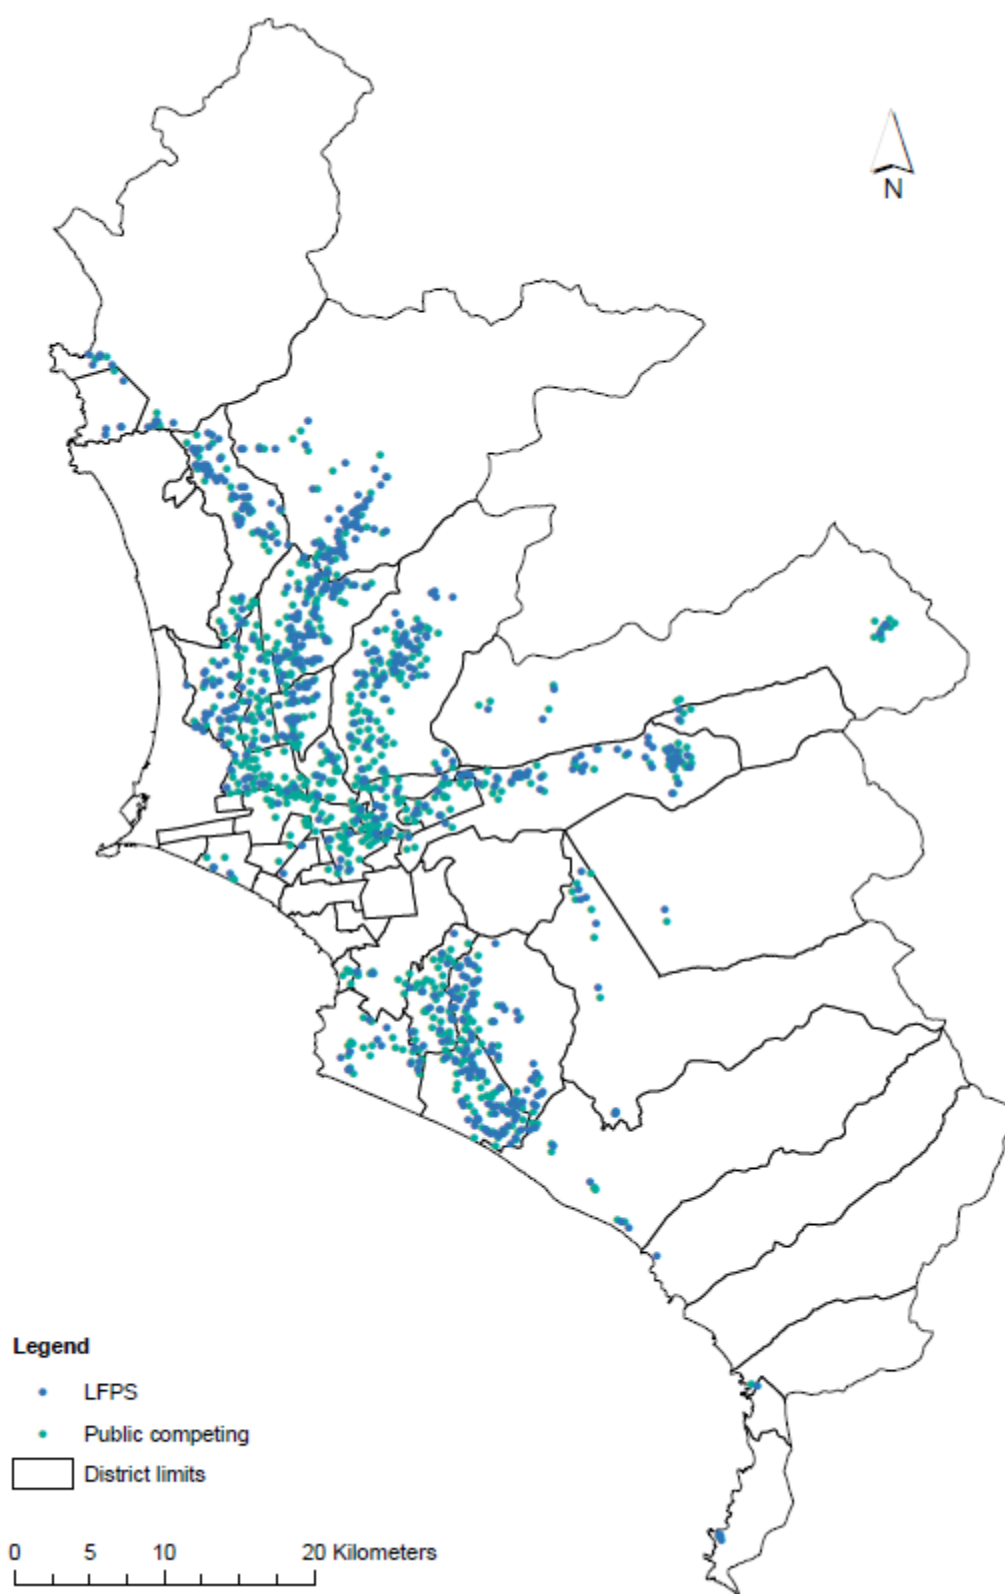 N
Legend
LFPS
Public competing
District limits
0 5 10 20 Kilometers